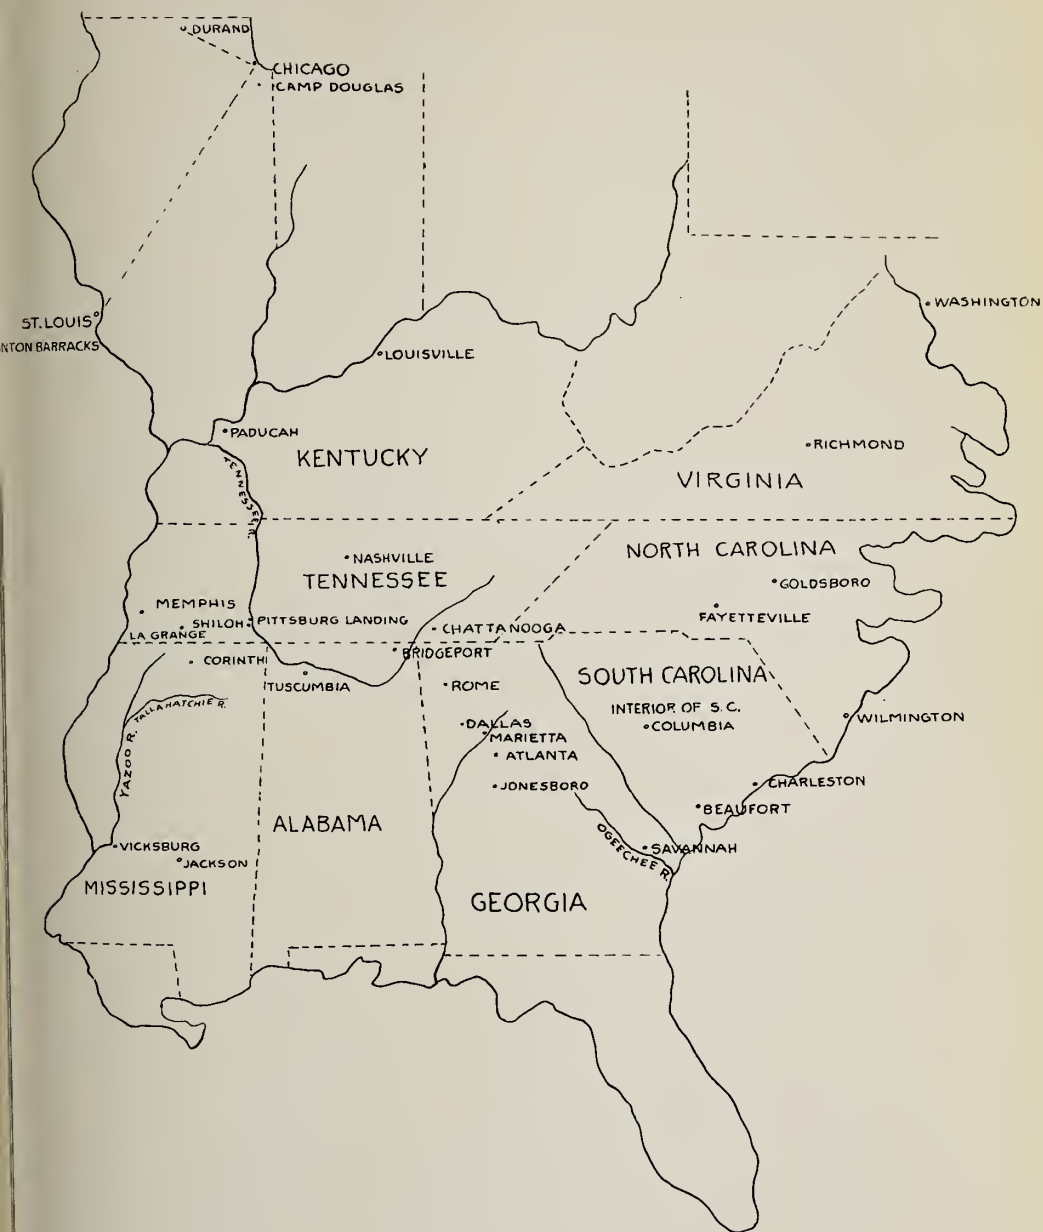 DURAND
CHICAGO
CAMP DOUGLAS
WASHINGTON
ST. LOUIS
NTON BARRACKS
LOUISVILLE
PADUCAH
RICHMOND
KENTUCKY
TENNESSEE R.
VIRGINIA
NORTH CAROLINA
NASHVILLE
TENNESSEE
GOLDSBORO
MEMPHIS
FAYETTEVILLE
SHILOH
PITTSBURG LANDING
LA GRANGE
CHATTANOOGA
BRIDGEPORT
CORINTH
TUSCUMBIA
ROME
SOUTH CAROLINA
TALLAHATCHIE R.
INTERIOR OF S.C.
COLUMBIA
WILMINGTON
DALLAS
MARIETTA
YAZOO R.
ATLANTA
JONESBORO
CHARLESTON
BEAUFORT
ALABAMA
OGEECHEE R.
SAVANNAH
VICKSBURG
JACKSON
MISSISSIPPI
GEORGIA